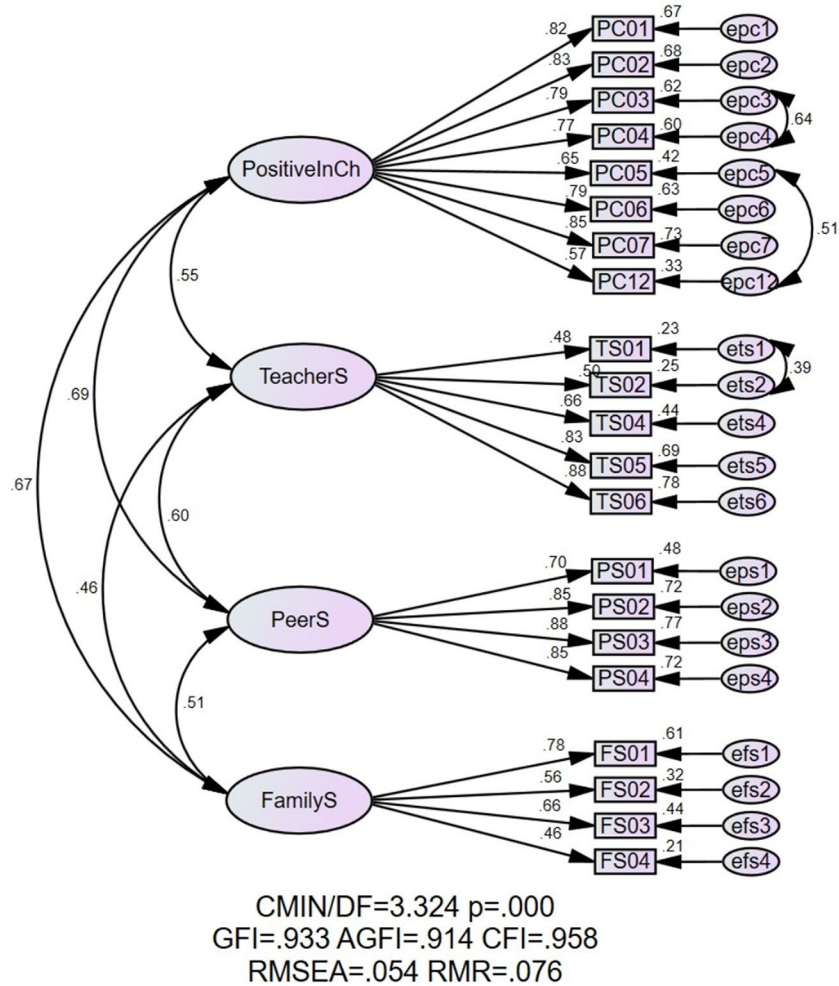 .82 PC01 .67 epc1
.83 PC02 .68 epc2
.79 PC03 .62 epc3
.64
.77 PC04 .60 epc4
PositiveInCh
.65 PC05 .42 epc5
.79 PC06 .63 epc6
.51
.85 PC07 .73 epc7
.57 PC12 .33 epc12
.55
.48 TS01 .23 ets1
.39
.50 TS02 .25 ets2
TeacherS
.69
.66 TS04 .44 ets4
.83 TS05 .69 ets5
.88 TS06 .78 ets6
.67
.60
.46
.70 PS01 .48 eps1
.85 PS02 .72 eps2
PeerS
.88 PS03 .77 eps3
.85 PS04 .72 eps4
.51
.78 FS01 .61 efs1
.56 FS02 .32 efs2
FamilyS
.66 FS03 .44 efs3
.46 FS04 .21 efs4
CMIN/DF=3.324 p=.000
GFI=.933 AGFI=.914 CFI=.958
RMSEA=.054 RMR=.076